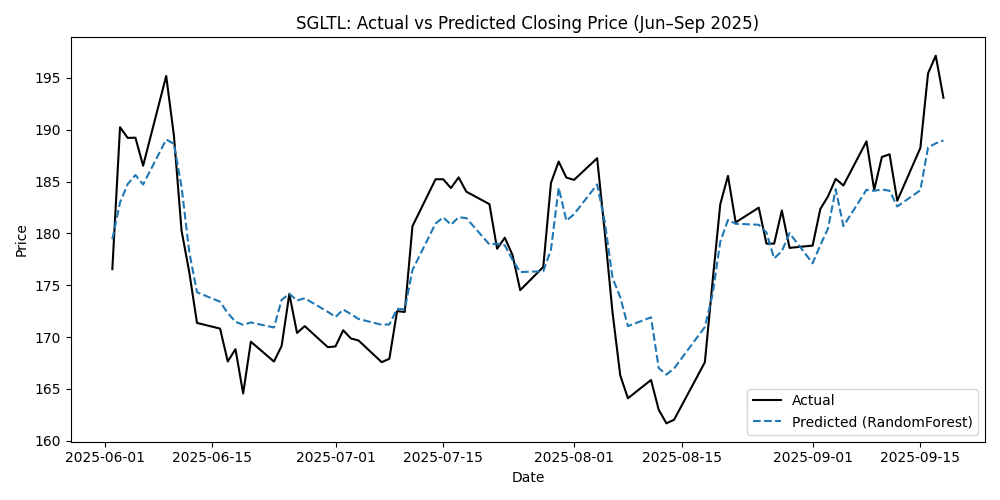 SGLTL: Actual vs Predicted Closing Price (Jun–Sep 2025)
Price
195
190
185
180
175
170
165
160
Actual
Predicted (RandomForest)
2025-06-01 2025-06-15 2025-07-01 2025-07-15 2025-08-01 2025-08-15 2025-09-01 2025-09-15
Date